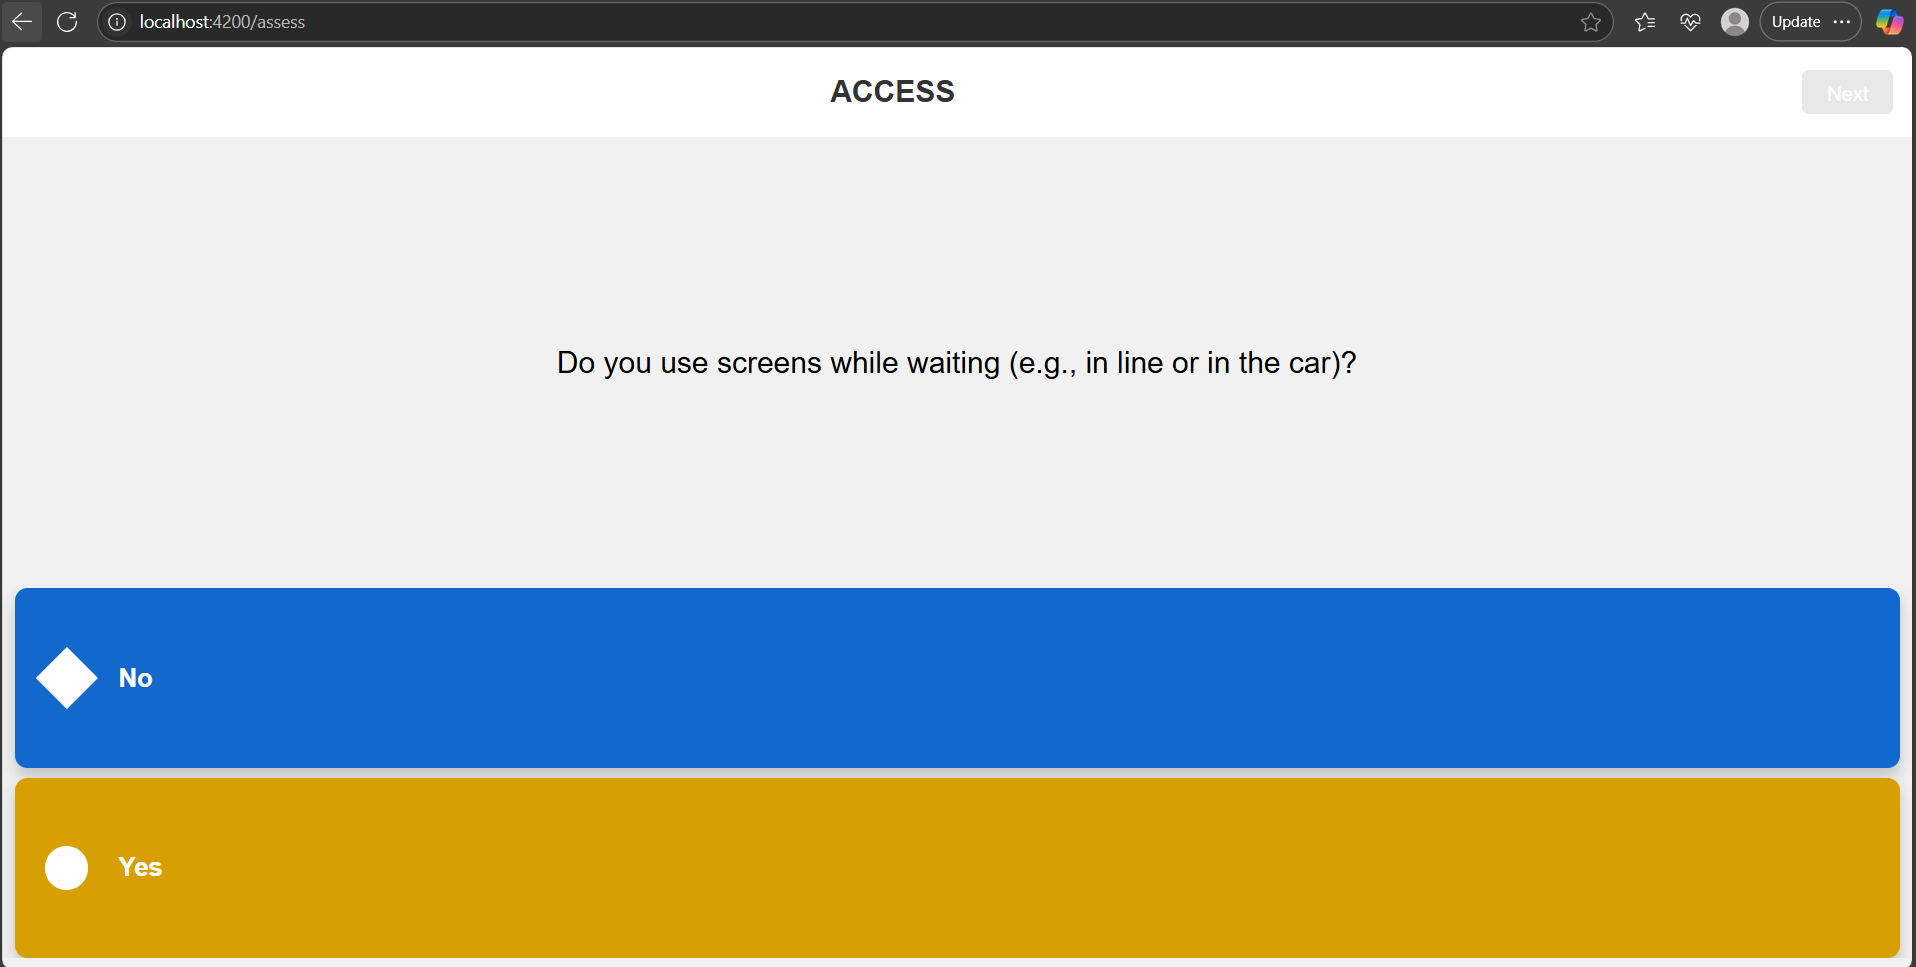 localhost:4200/assess
Update
ACCESS
Next
Do you use screens while waiting (e.g., in line or in the car)?
No
Yes